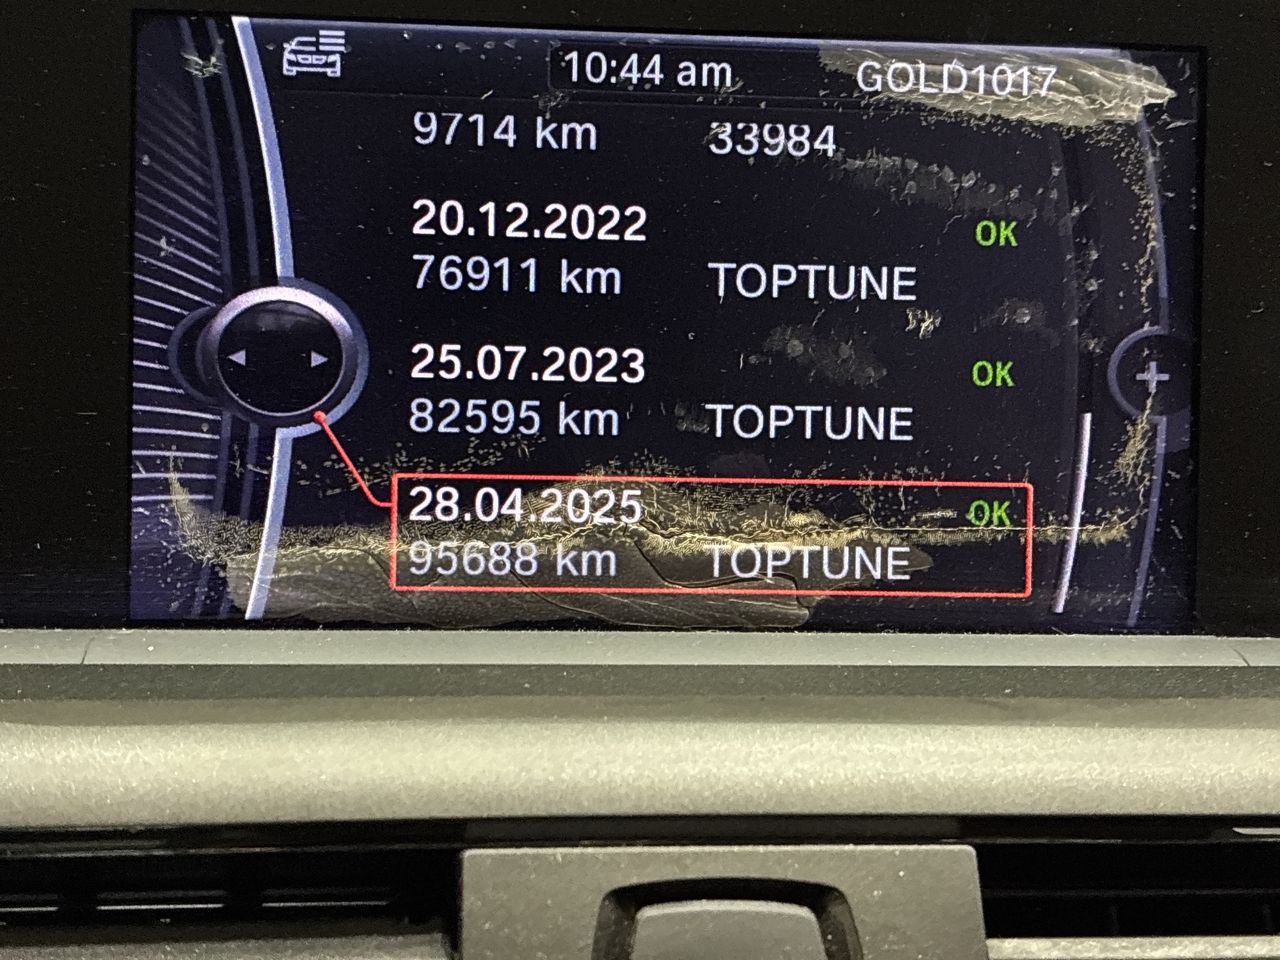 10:44 am GOLD1017
9714 km 33984
20.12.2022 OK
76911 km TOPTUNE
25.07.2023 OK
82595 km TOPTUNE
28.04.2025 OK
95688 km TOPTUNE